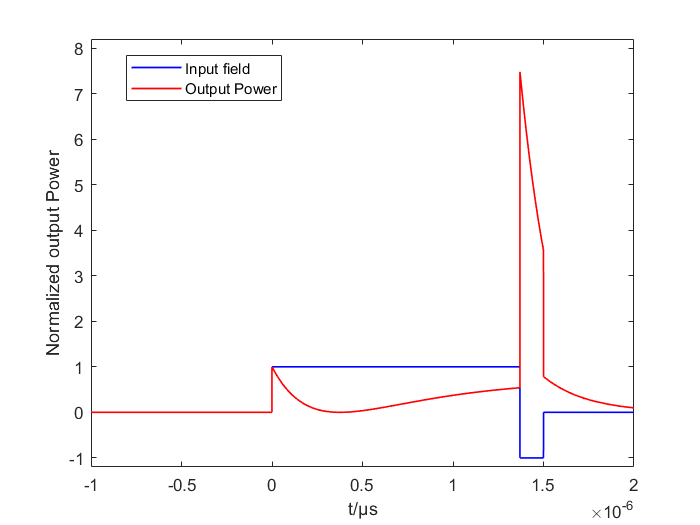 8
7
6
5
4
3
2
1
0
-1
Normalized output Power
Input field
Output Power
-1 -0.5 0 0.5 1 1.5 2
t/μs
×10-6